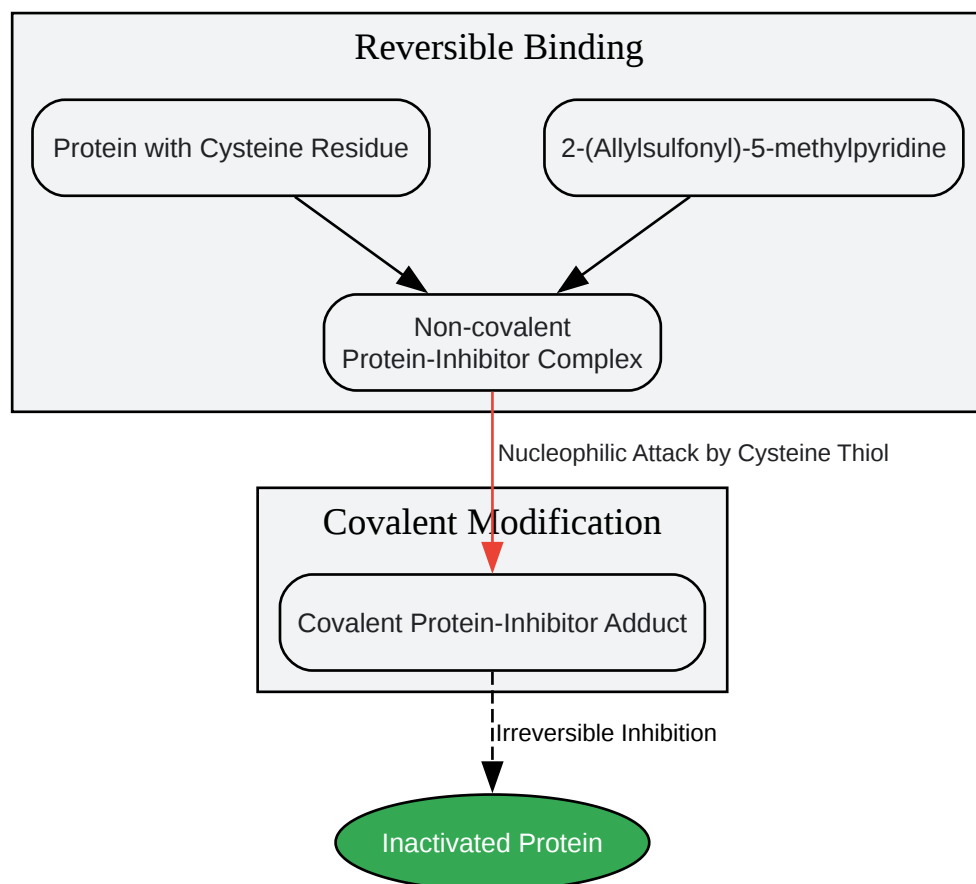 Reversible Binding
Protein with Cysteine Residue
2-(Allylsulfonyl)-5-methylpyridine
Non-covalent
Protein-Inhibitor Complex
Nucleophilic Attack by Cysteine Thiol
Covalent Modification
Covalent Protein-Inhibitor Adduct
Irreversible Inhibition
Inactivated Protein